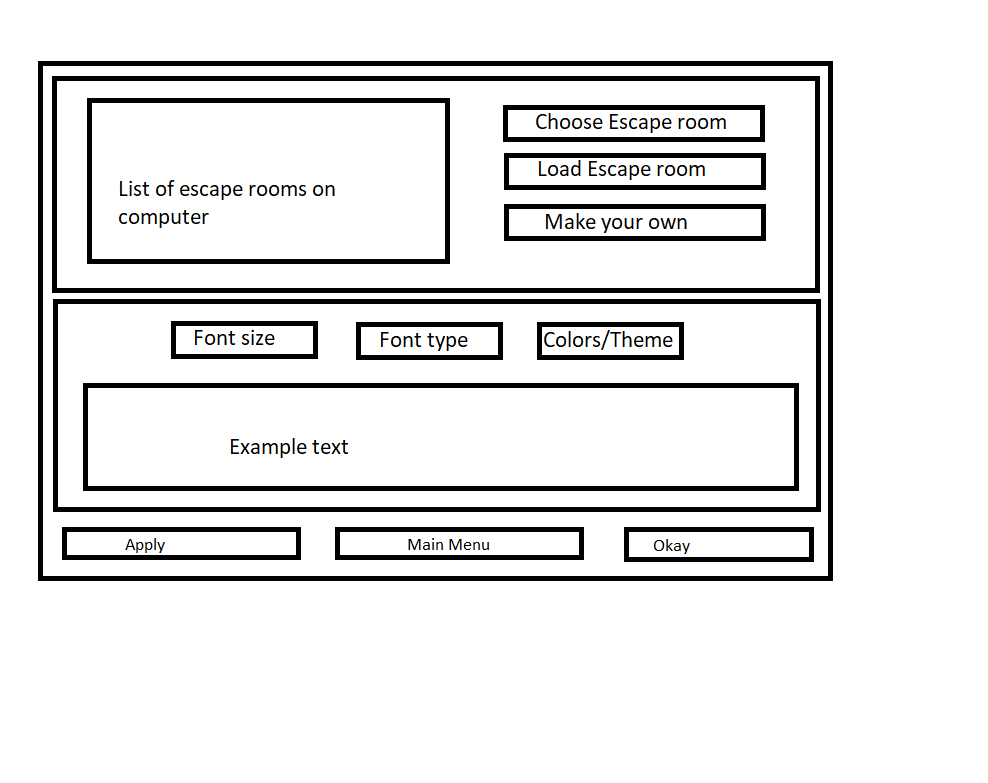 List of escape rooms on
computer
Choose Escape room
Load Escape room
Make your own
Font size
Font type
Colors/Theme
Example text
Apply
Main Menu
Okay